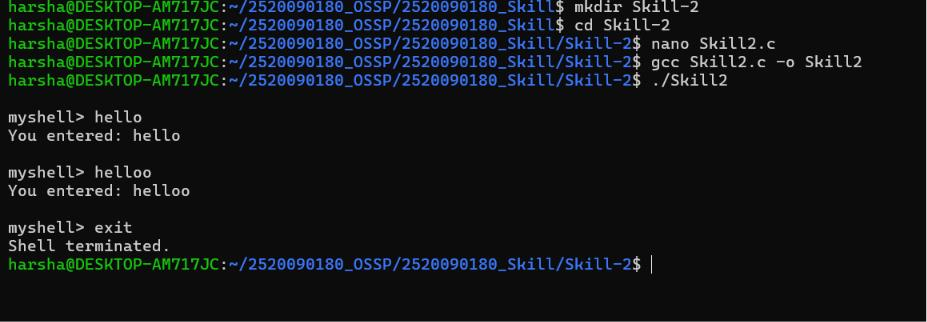 harsha@DESKTOP-AM717JC:~/2520090180_OSSP/2520090180_Skill$ mkdir Skill-2
harsha@DESKTOP-AM717JC:~/2520090180_OSSP/2520090180_Skill$ cd Skill-2
harsha@DESKTOP-AM717JC:~/2520090180_OSSP/2520090180_Skill/Skill-2$ nano Skill2.c
harsha@DESKTOP-AM717JC:~/2520090180_OSSP/2520090180_Skill/Skill-2$ gcc Skill2.c -o Skill2
harsha@DESKTOP-AM717JC:~/2520090180_OSSP/2520090180_Skill/Skill-2$ ./Skill2
myshell> hello
You entered: hello
myshell> helloo
You entered: helloo
myshell> exit
Shell terminated.
harsha@DESKTOP-AM717JC:~/2520090180_OSSP/2520090180_Skill/Skill-2$